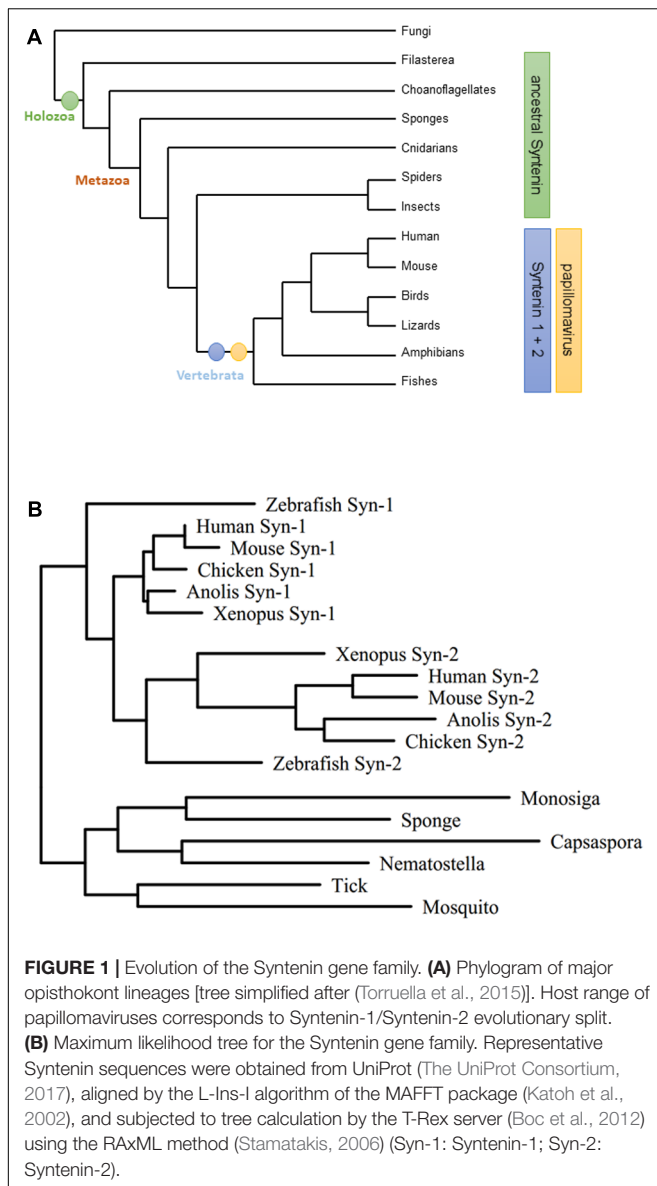 A
Fungi
Filasterea
Choanoflagellates
Holozoa
Sponges
Cnidarians
Metazoa
Spiders
Insects
Human
Mouse
Birds
Lizards
Amphibians
Vertebrata
Fishes
ancestral Syntenin
Syntenin 1 + 2
papillomavirus
B
Zebrafish Syn-1
Human Syn-1
Mouse Syn-1
Chicken Syn-1
Anolis Syn-1
Xenopus Syn-1
Xenopus Syn-2
Human Syn-2
Mouse Syn-2
Anolis Syn-2
Chicken Syn-2
Zebrafish Syn-2
Monosiga
Sponge
Capsaspora
Nematostella
Tick
Mosquito
FIGURE 1 | Evolution of the Syntenin gene family. (A) Phylogram of major
opisthokont lineages [tree simplified after (Torruella et al., 2015)]. Host range of
papillomaviruses corresponds to Syntenin-1/Syntenin-2 evolutionary split.
(B) Maximum likelihood tree for the Syntenin gene family. Representative
Syntenin sequences were obtained from UniProt (The UniProt Consortium,
2017), aligned by the L-Ins-I algorithm of the MAFFT package (Katoh et al.,
2002), and subjected to tree calculation by the T-Rex server (Boc et al., 2012)
using the RAxML method (Stamatakis, 2006) (Syn-1: Syntenin-1; Syn-2:
Syntenin-2).